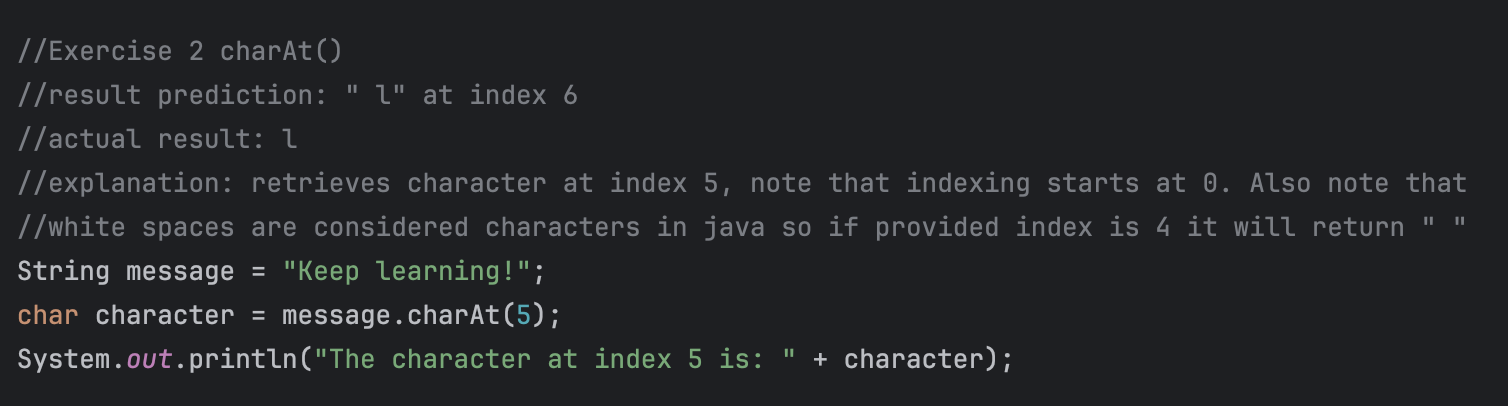 //Exercise 2 charAt()
//result prediction: " l" at index 6
//actual result: l
//explanation: retrieves character at index 5, note that indexing starts at 0. Also note that
//white spaces are considered characters in java so if provided index is 4 it will return " "
String message = "Keep learning!";
char character = message.charAt(5);
System.out.println("The character at index 5 is: " + character);